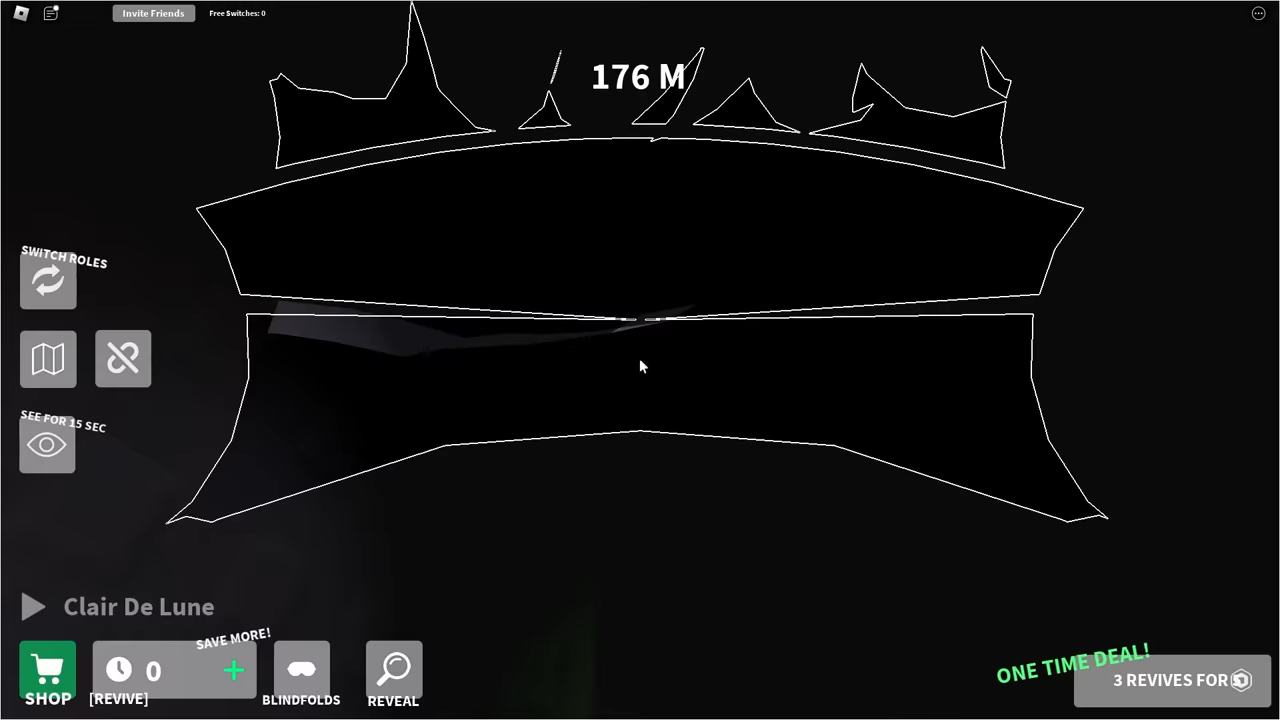 Invite Friends
Free Switches: 0
176 M
SWITCH ROLES
SEE FOR 15 SEC
Clair De Lune
SAVE MORE!
0
SHOP
[REVIVE]
BLINDFOLDS
REVEAL
ONE TIME DEAL!
3 REVIVES FOR